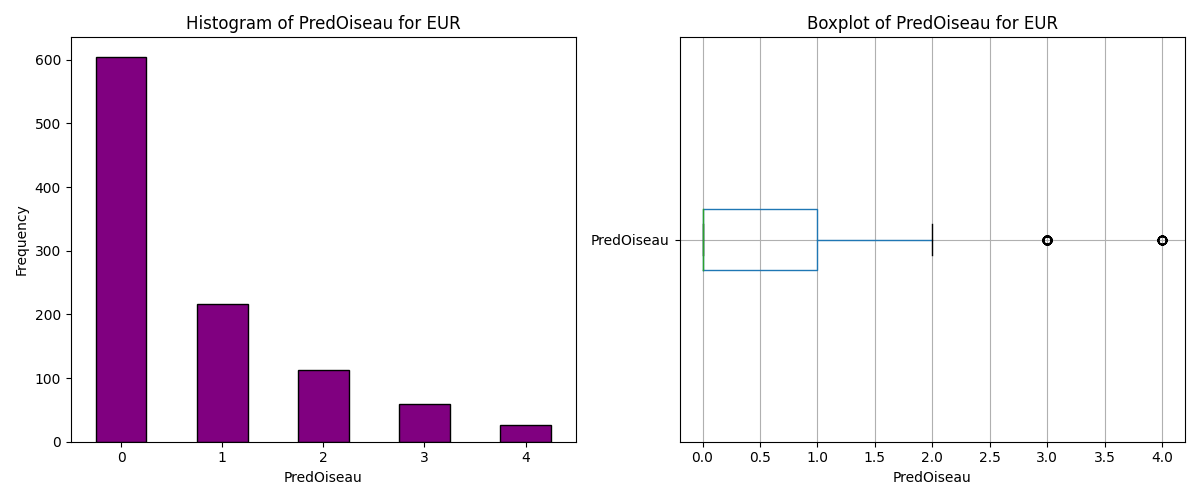 Histogram of PredOiseau for EUR
Frequency
600
500
400
300
200
100
0
0 1 2 3 4
PredOiseau
Boxplot of PredOiseau for EUR
PredOiseau
0.0 0.5 1.0 1.5 2.0 2.5 3.0 3.5 4.0
PredOiseau